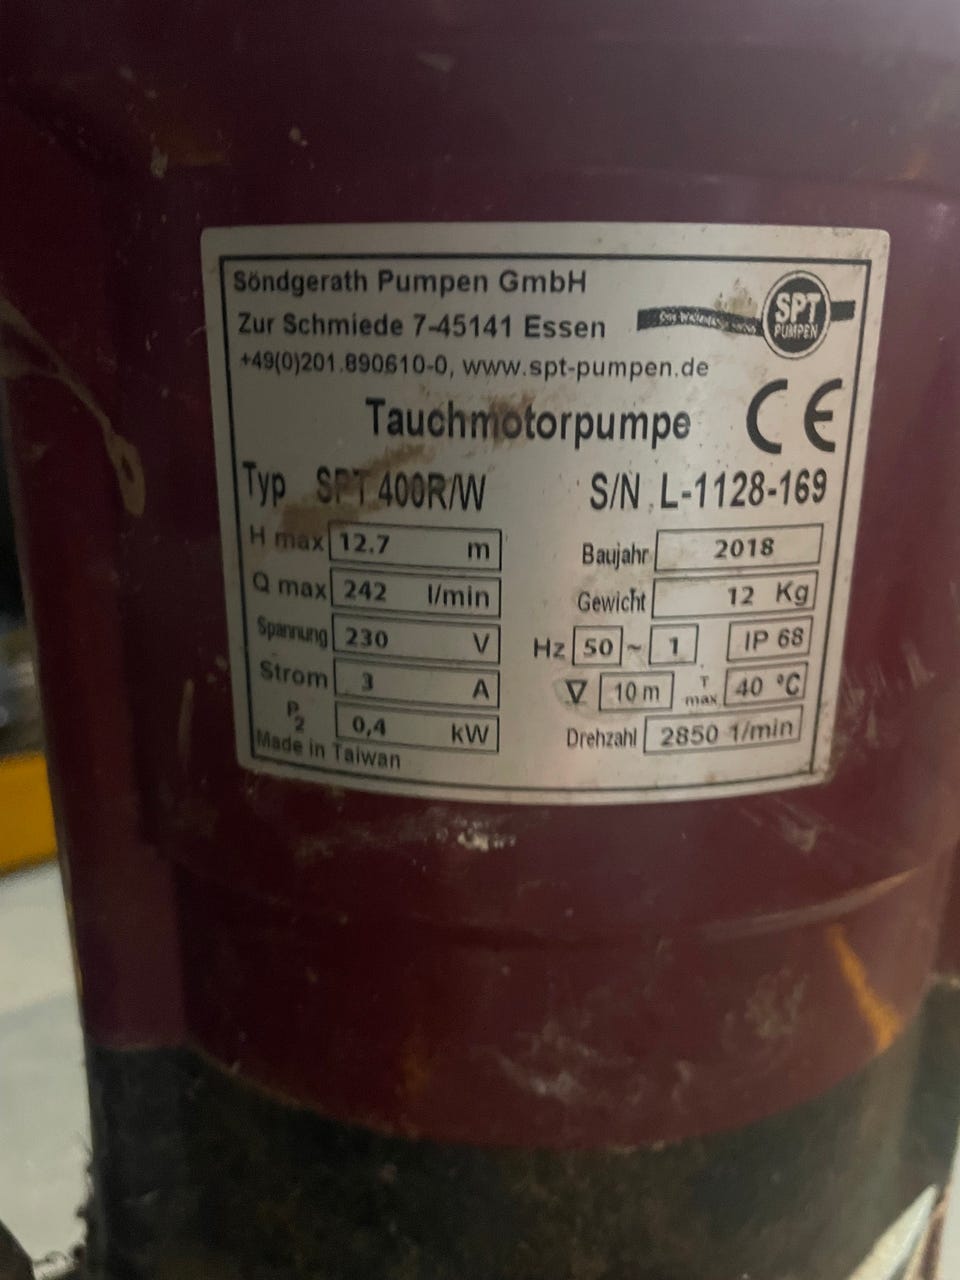 Söndgerath Pumpen GmbH
Zur Schmiede 7-45141 Essen
+49(0)201.890610-0, www.spt-pumpen.de
SPT
PUMPEN
Tauchmotorpumpe CE
Typ SPT 400R/W S/N L-1128-169
H max 12.7 m Baujahr 2018
Q max 242 l/min Gewicht 12 Kg
Spannung 230 V Hz 50 ~ 1 IP 68
Strom 3 A ∇ 10 m T max 40 °C
P2 0,4 kW Drehzahl 2850 1/min
Made in Taiwan